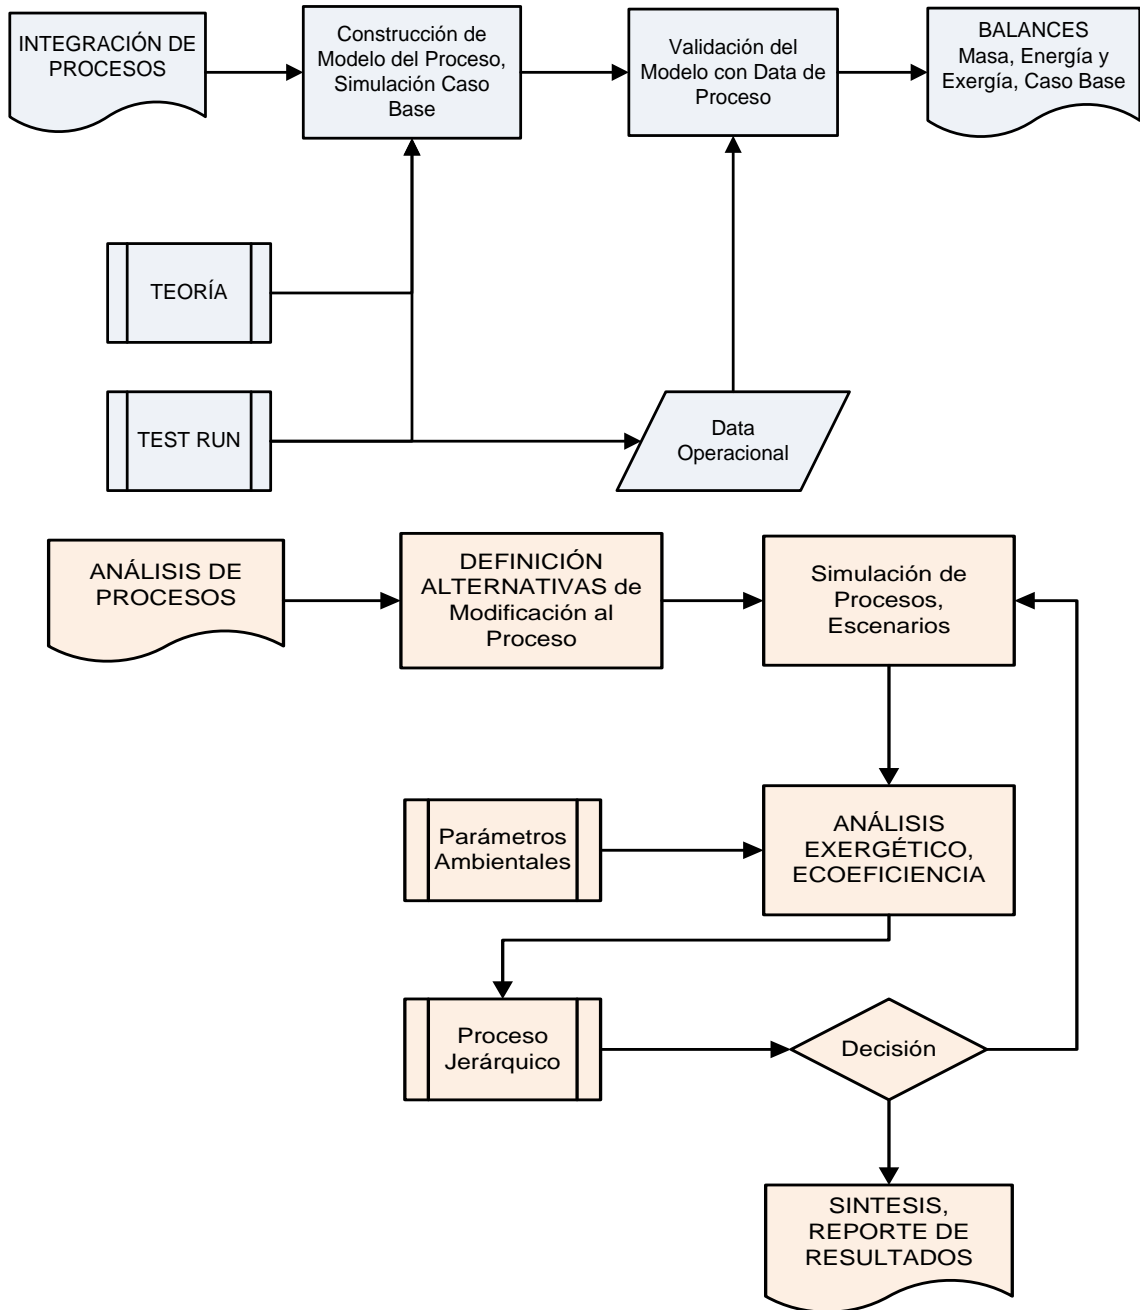 INTEGRACIÓN DE
PROCESOS
Construcción de
Modelo del Proceso,
Simulación Caso
Base
Validación del
Modelo con Data de
Proceso
BALANCES
Masa, Energía y
Exergía, Caso Base
TEORÍA
TEST RUN
Data
Operacional
ANÁLISIS DE
PROCESOS
DEFINICIÓN
ALTERNATIVAS de
Modificación al
Proceso
Simulación de
Procesos,
Escenarios
Parámetros
Ambientales
ANÁLISIS
EXERGÉTICO,
ECOEFICIENCIA
Proceso
Jerárquico
Decisión
SINTESIS,
REPORTE DE
RESULTADOS